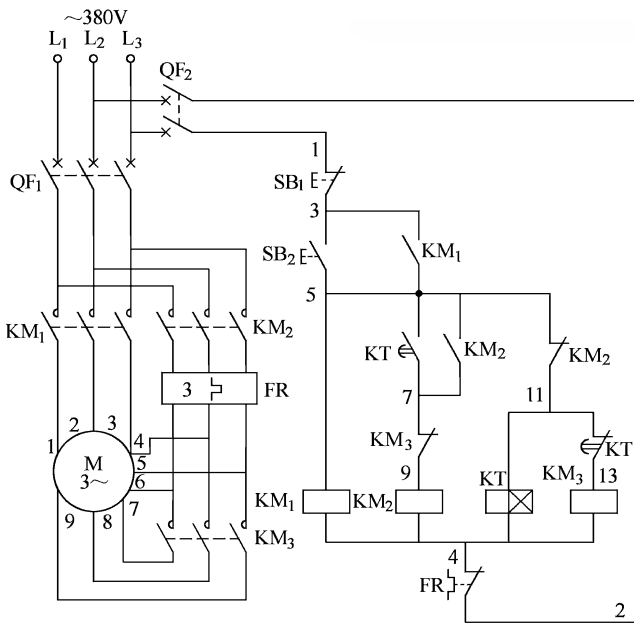 ~380V
L₁ L₂ L₃
QF₂
1
QF₁
SB₁
3
SB₂ KM₁
5
KM₁ KM₂
KT KM₂ KM₂
3 FR
7 11
2 3
1 4
KM₃ KT
M
5
3~
6
9 KT KM₃ 13
7
9 8
KM₁ KM₂
KM₃
4
FR
2